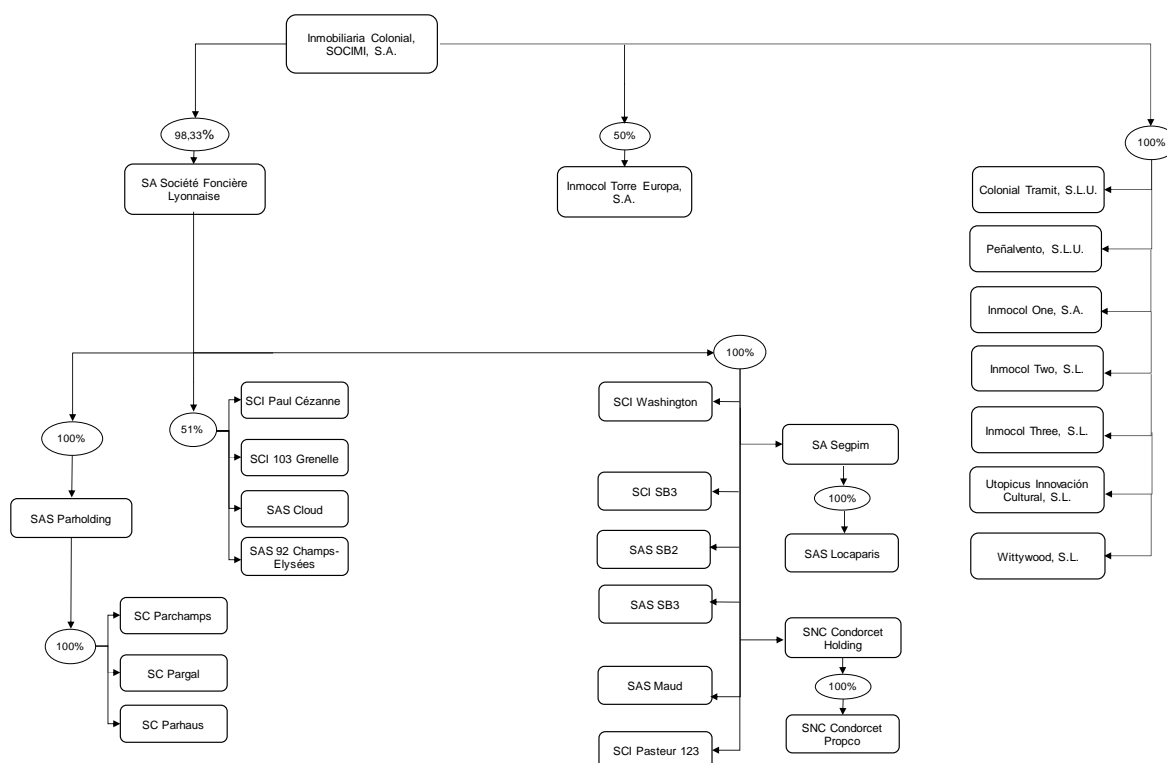 Inmobiliaria Colonial,
SOCIMI, S.A.
98,33%
50%
100%
SA Société Foncière
Lyonnaise
Inmocol Torre Europa,
S.A.
Colonial Tramit, S.L.U.
Peñalvento, S.L.U.
Inmocol One, S.A.
Inmocol Two, S.L.
Inmocol Three, S.L.
Utopicus Innovación
Cultural, S.L.
Wittywood, S.L.
100%
SAS Parholding
100%
SC Parchamps
SC Pargal
SC Parhaus
51%
SCI Paul Cézanne
SCI 103 Grenelle
SAS Cloud
SAS 92 Champs-
Elysées
100%
SCI Washington
SCI SB3
SAS SB2
SAS SB3
SAS Maud
SCI Pasteur 123
SA Segpim
100%
SAS Locaparis
SNC Condorcet
Holding
100%
SNC Condorcet
Propco